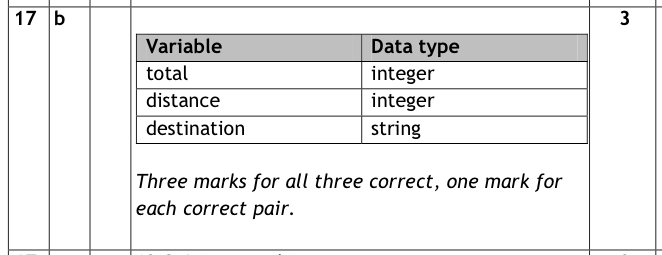 17 b 3
Variable Data type
total integer
distance integer
destination string
Three marks for all three correct, one mark for
each correct pair.